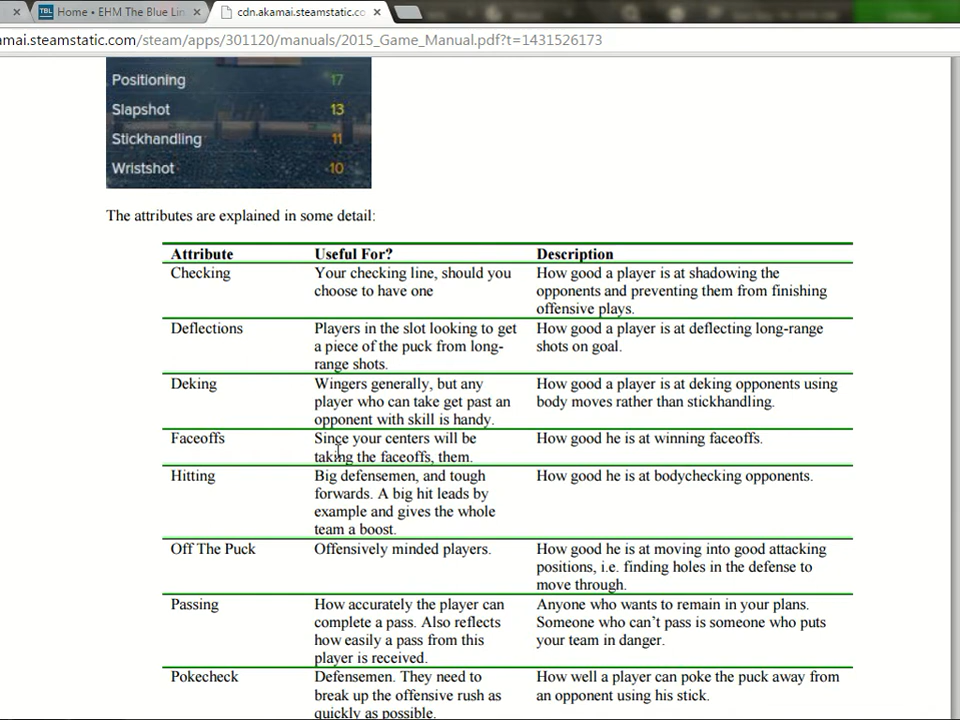 Home • EHM The Blue Lin
cdn.akamai.steamstatic.co
amai.steamstatic.com/steam/apps/301120/manuals/2015_Game_Manual.pdf?t=1431526173
Positioning 17
Slapshot 13
Stickhandling 11
Wristshot 10
The attributes are explained in some detail:
Attribute Useful For? Description
Checking Your checking line, should you How good a player is at shadowing the
choose to have one opponents and preventing them from finishing
offensive plays.
Deflections Players in the slot looking to get How good a player is at deflecting long-range
a piece of the puck from long- shots on goal.
range shots.
Deking Wingers generally, but any How good a player is at deking opponents using
player who can take get past an body moves rather than stickhandling.
opponent with skill is handy.
Faceoffs Since your centers will be How good he is at winning faceoffs.
taking the faceoffs, them.
Hitting Big defensemen, and tough How good he is at bodychecking opponents.
forwards. A big hit leads by
example and gives the whole
team a boost.
Off The Puck Offensively minded players. How good he is at moving into good attacking
positions, i.e. finding holes in the defense to
move through.
Passing How accurately the player can Anyone who wants to remain in your plans.
complete a pass. Also reflects Someone who can't pass is someone who puts
how easily a pass from this your team in danger.
player is received.
Pokecheck Defensemen. They need to How well a player can poke the puck away from
break up the offensive rush as an opponent using his stick.
quickly as possible.